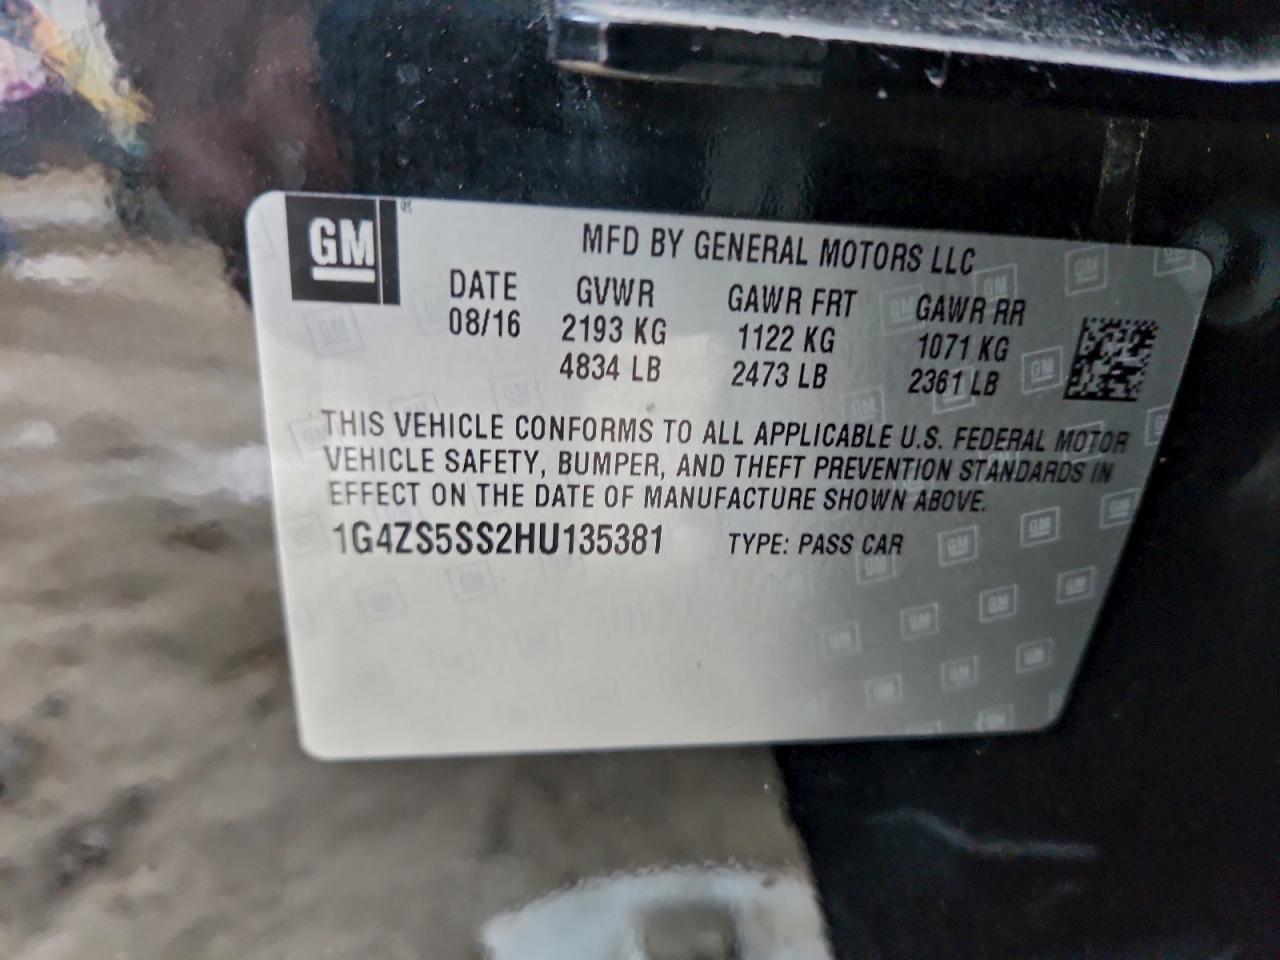 GM
MFD BY GENERAL MOTORS LLC
DATE GVWR GAWR FRT GAWR RR
08/16 2193 KG 1122 KG 1071 KG
4834 LB 2473 LB 2361 LB
THIS VEHICLE CONFORMS TO ALL APPLICABLE U.S. FEDERAL MOTOR
VEHICLE SAFETY, BUMPER, AND THEFT PREVENTION STANDARDS IN
EFFECT ON THE DATE OF MANUFACTURE SHOWN ABOVE.
1G4ZS5SS2HU135381 TYPE: PASS CAR